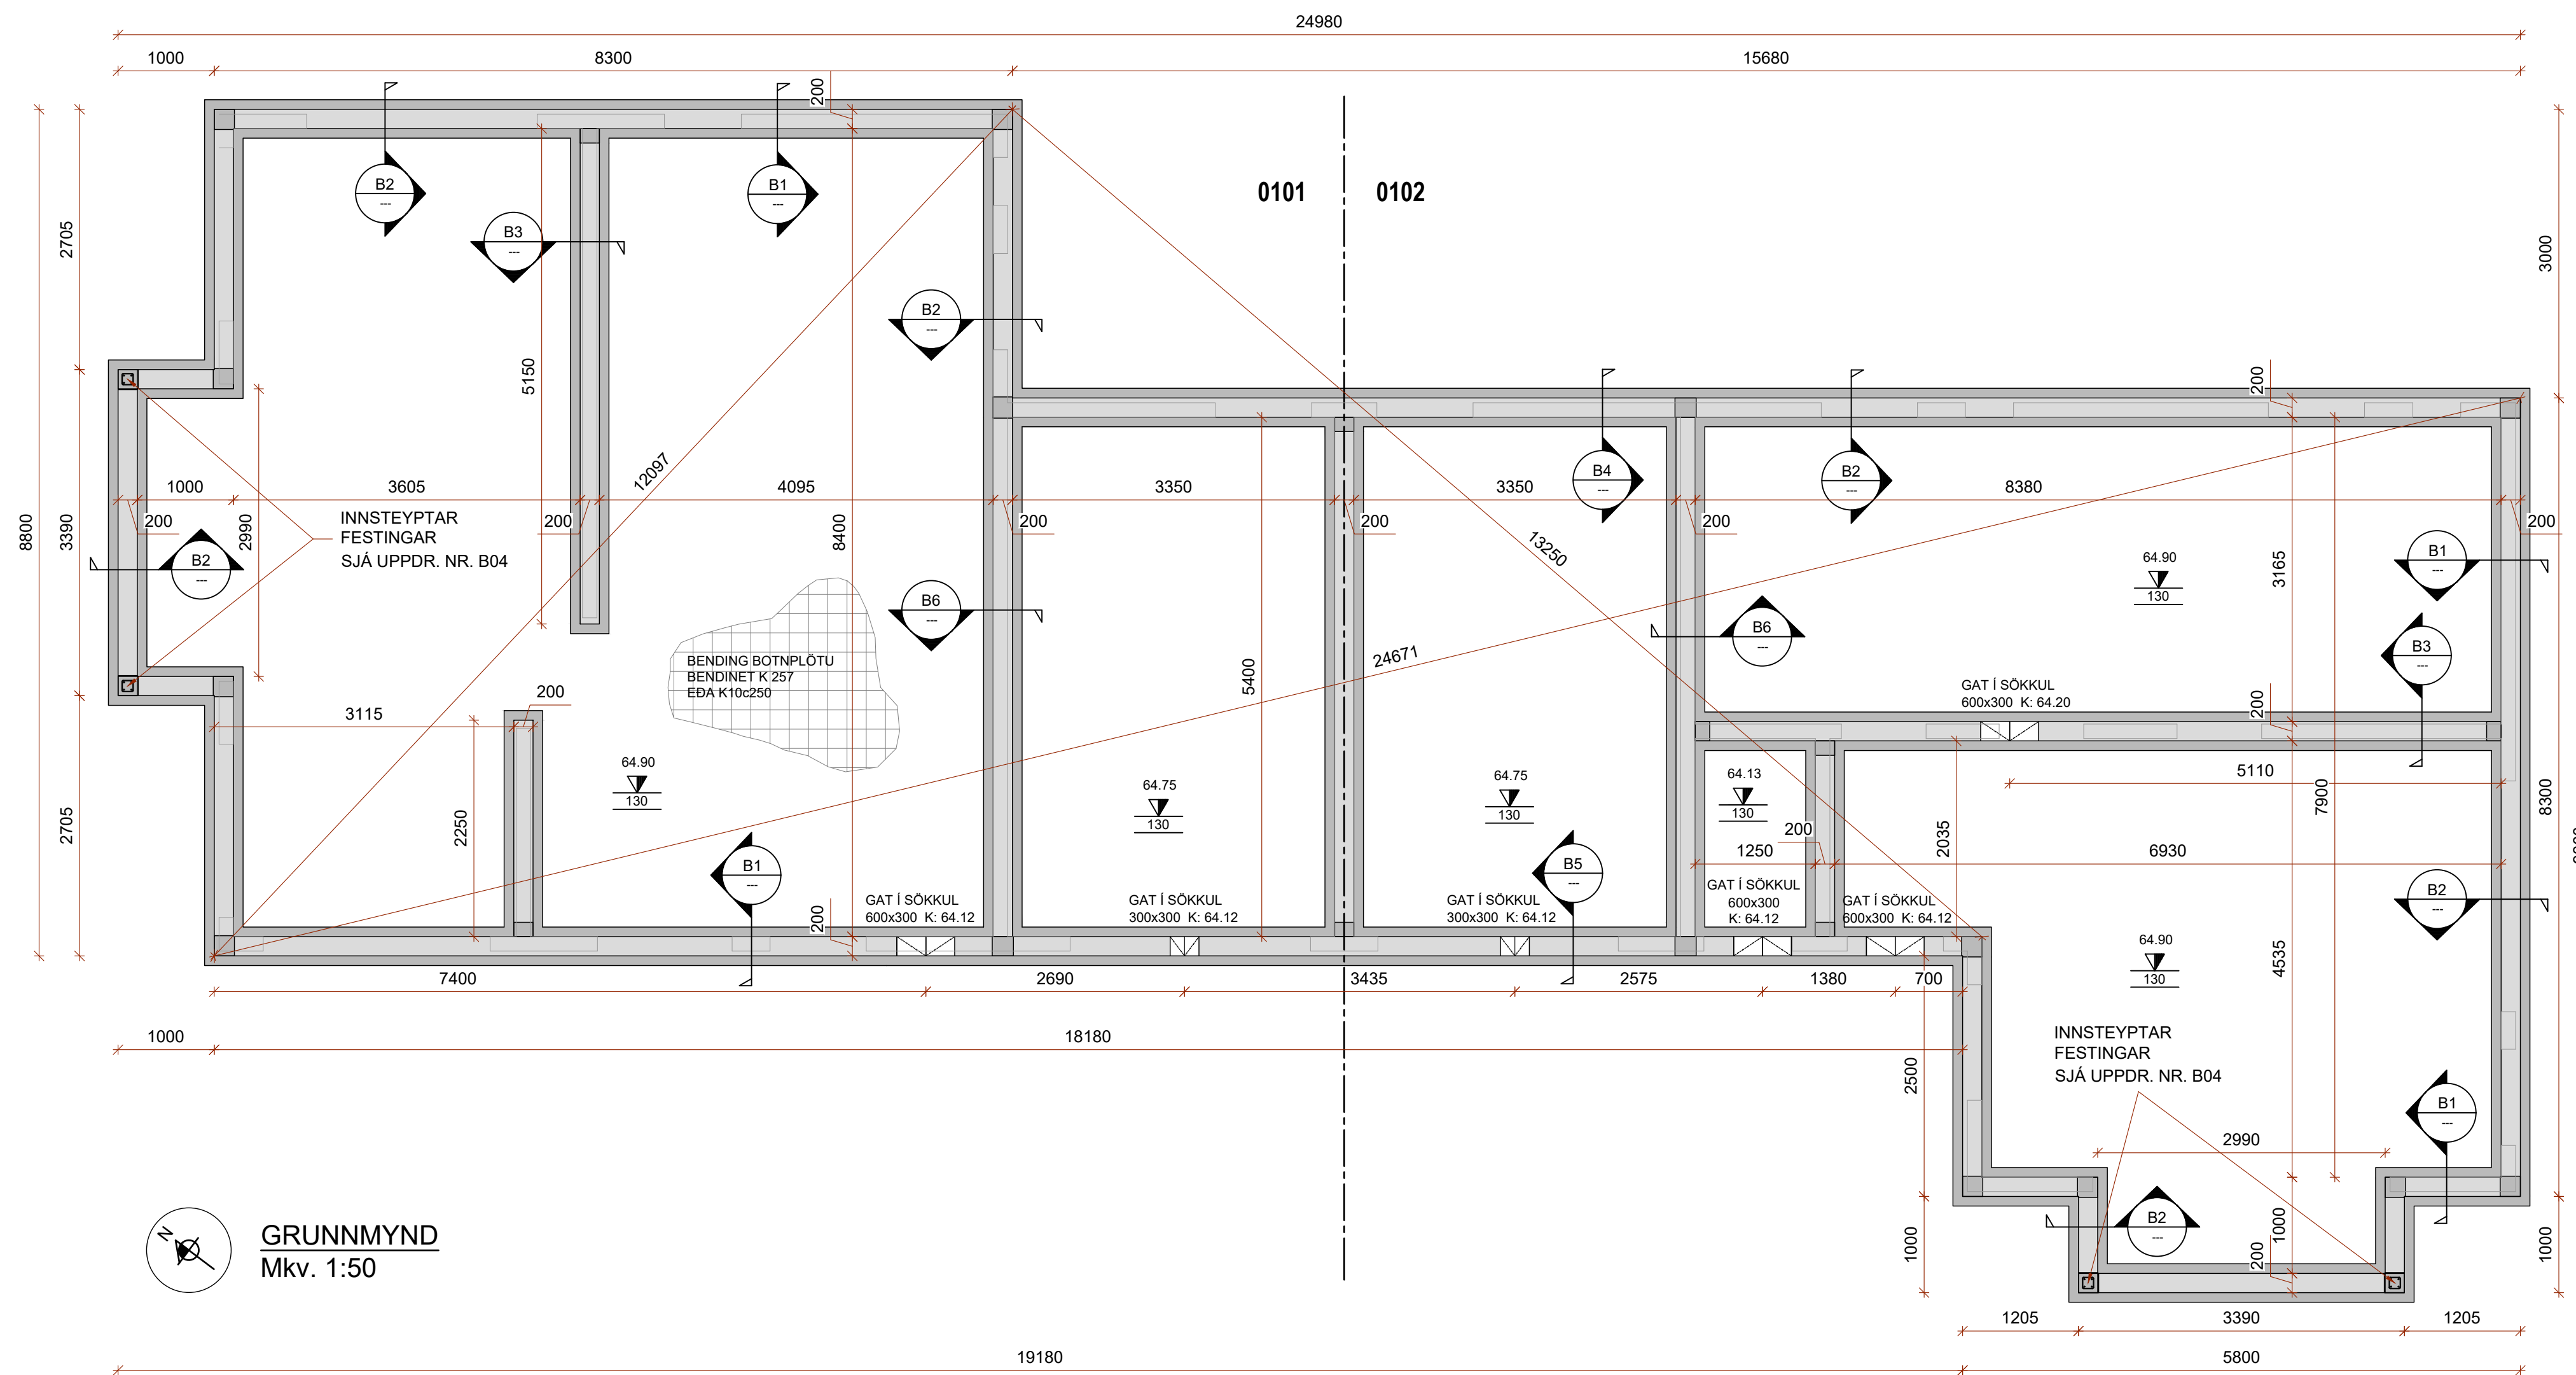 24980
1000
8300
15680
200
0101
0102
B2
---
B1
---
B3
---
2705
3000
B2
---
5150
200
12097
B4
---
B2
---
1000
3605
4095
3350
3350
8380
200
200
200
200
200
200
8800
3390
2990
INNSTEYPTAR
FESTINGAR
SJÁ UPPDR. NR. B04
8400
13250
B2
---
B1
---
64.90
130
3165
B6
---
B6
---
B3
---
24671
5400
BENDING BOTNPLÖTU
BENDINET K 257
EÐA K10c250
GAT Í SÖKKUL
600x300 K: 64.20
200
3115
200
5110
64.90
130
64.75
130
64.75
130
64.13
130
7900
8300
2705
2250
200
2035
1250
6930
B1
---
B5
---
B2
---
GAT Í SÖKKUL
600x300 K: 64.12
GAT Í SÖKKUL
300x300 K: 64.12
GAT Í SÖKKUL
300x300 K: 64.12
GAT Í SÖKKUL
600x300
K: 64.12
GAT Í SÖKKUL
600x300 K: 64.12
200
64.90
130
4535
7400
2690
3435
2575
1380
700
1000
18180
INNSTEYPTAR
FESTINGAR
SJÁ UPPDR. NR. B04
2500
B1
---
2990
B2
---
1000
1000
200
1000
N
GRUNNMYND
Mkv. 1:50
1205
3390
1205
19180
5800